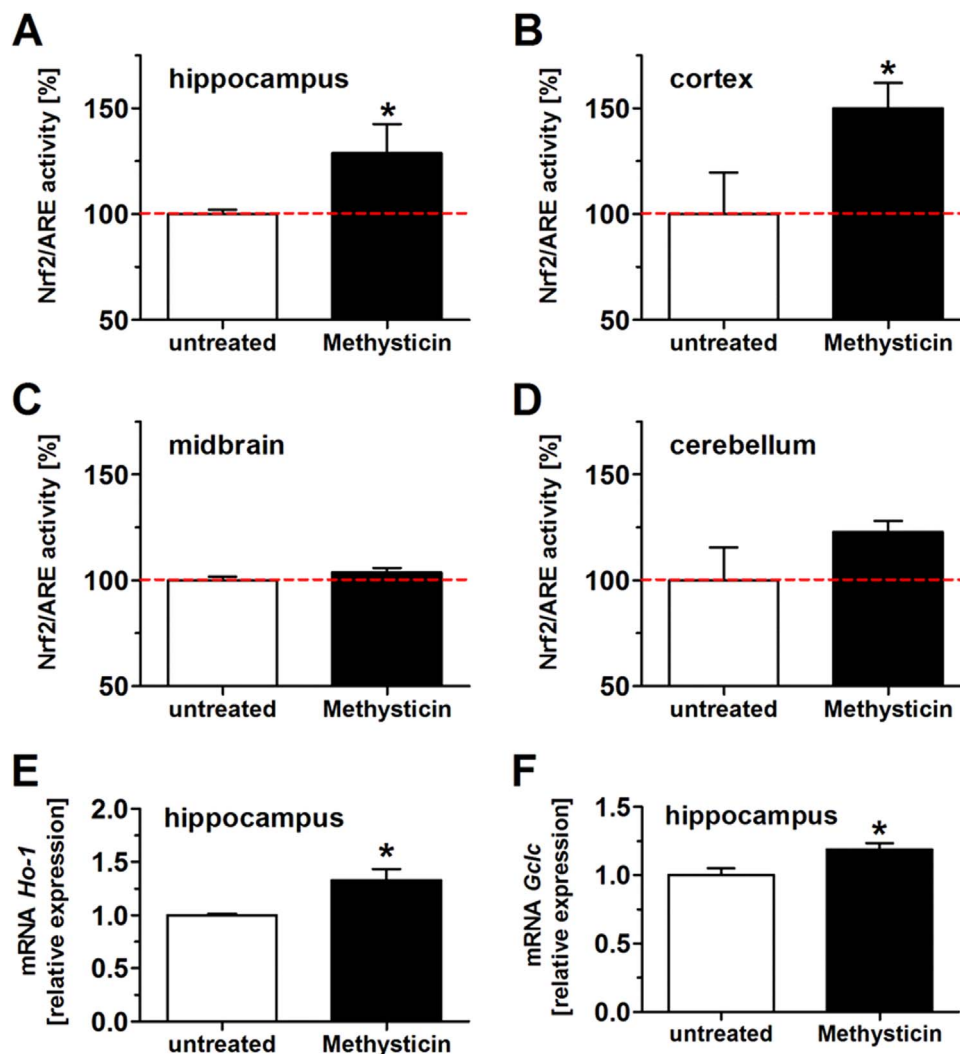 A
Nrf2/ARE activity [%]
150
100
50
hippocampus
*
untreated
Methysticin
B
Nrf2/ARE activity [%]
150
100
50
cortex
*
untreated
Methysticin
C
Nrf2/ARE activity [%]
150
100
50
midbrain
untreated
Methysticin
D
Nrf2/ARE activity [%]
150
100
50
cerebellum
untreated
Methysticin
E
mRNA Ho-1
[relative expression]
2.0
1.5
1.0
0.5
0.0
hippocampus
*
untreated
Methysticin
F
mRNA Gclc
[relative expression]
1.5
1.0
0.5
0.0
hippocampus
*
untreated
Methysticin